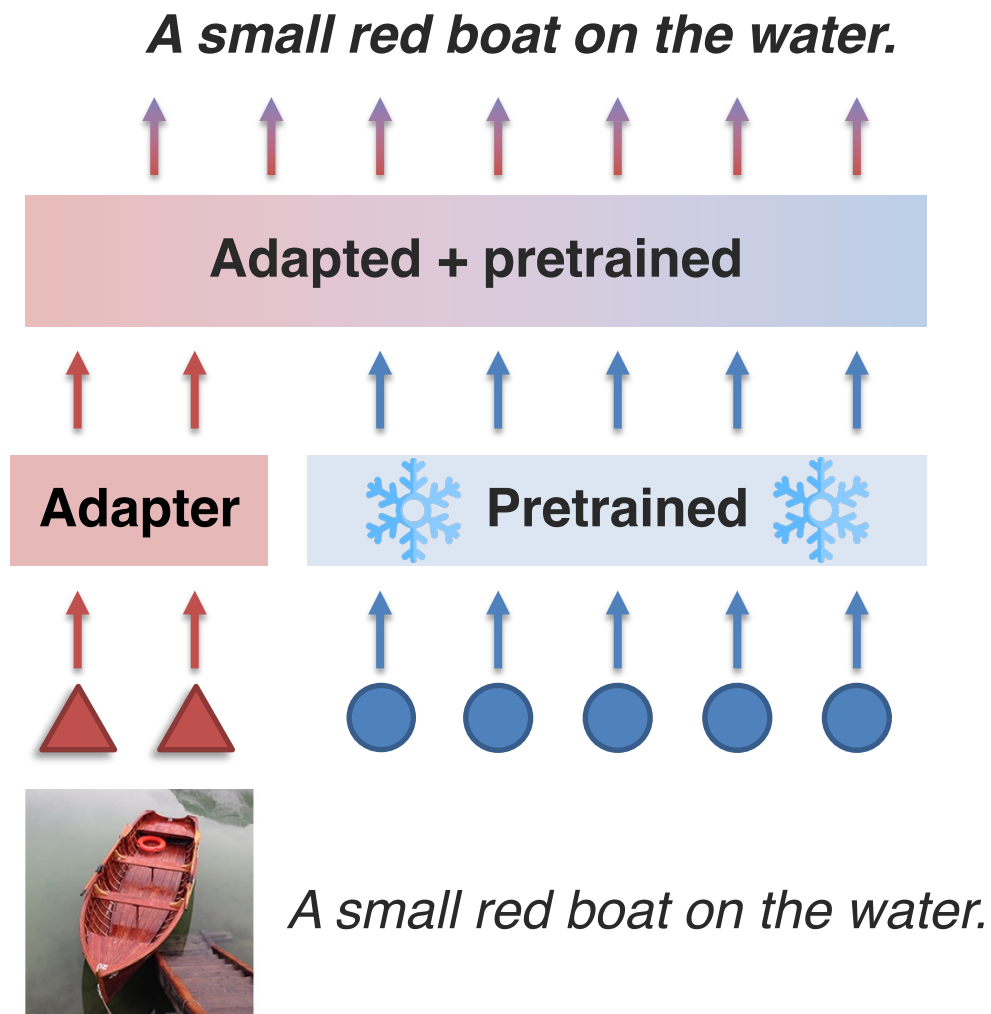 A small red boat on the water.
Adapted + pretrained
Adapter
Pretrained
A small red boat on the water.